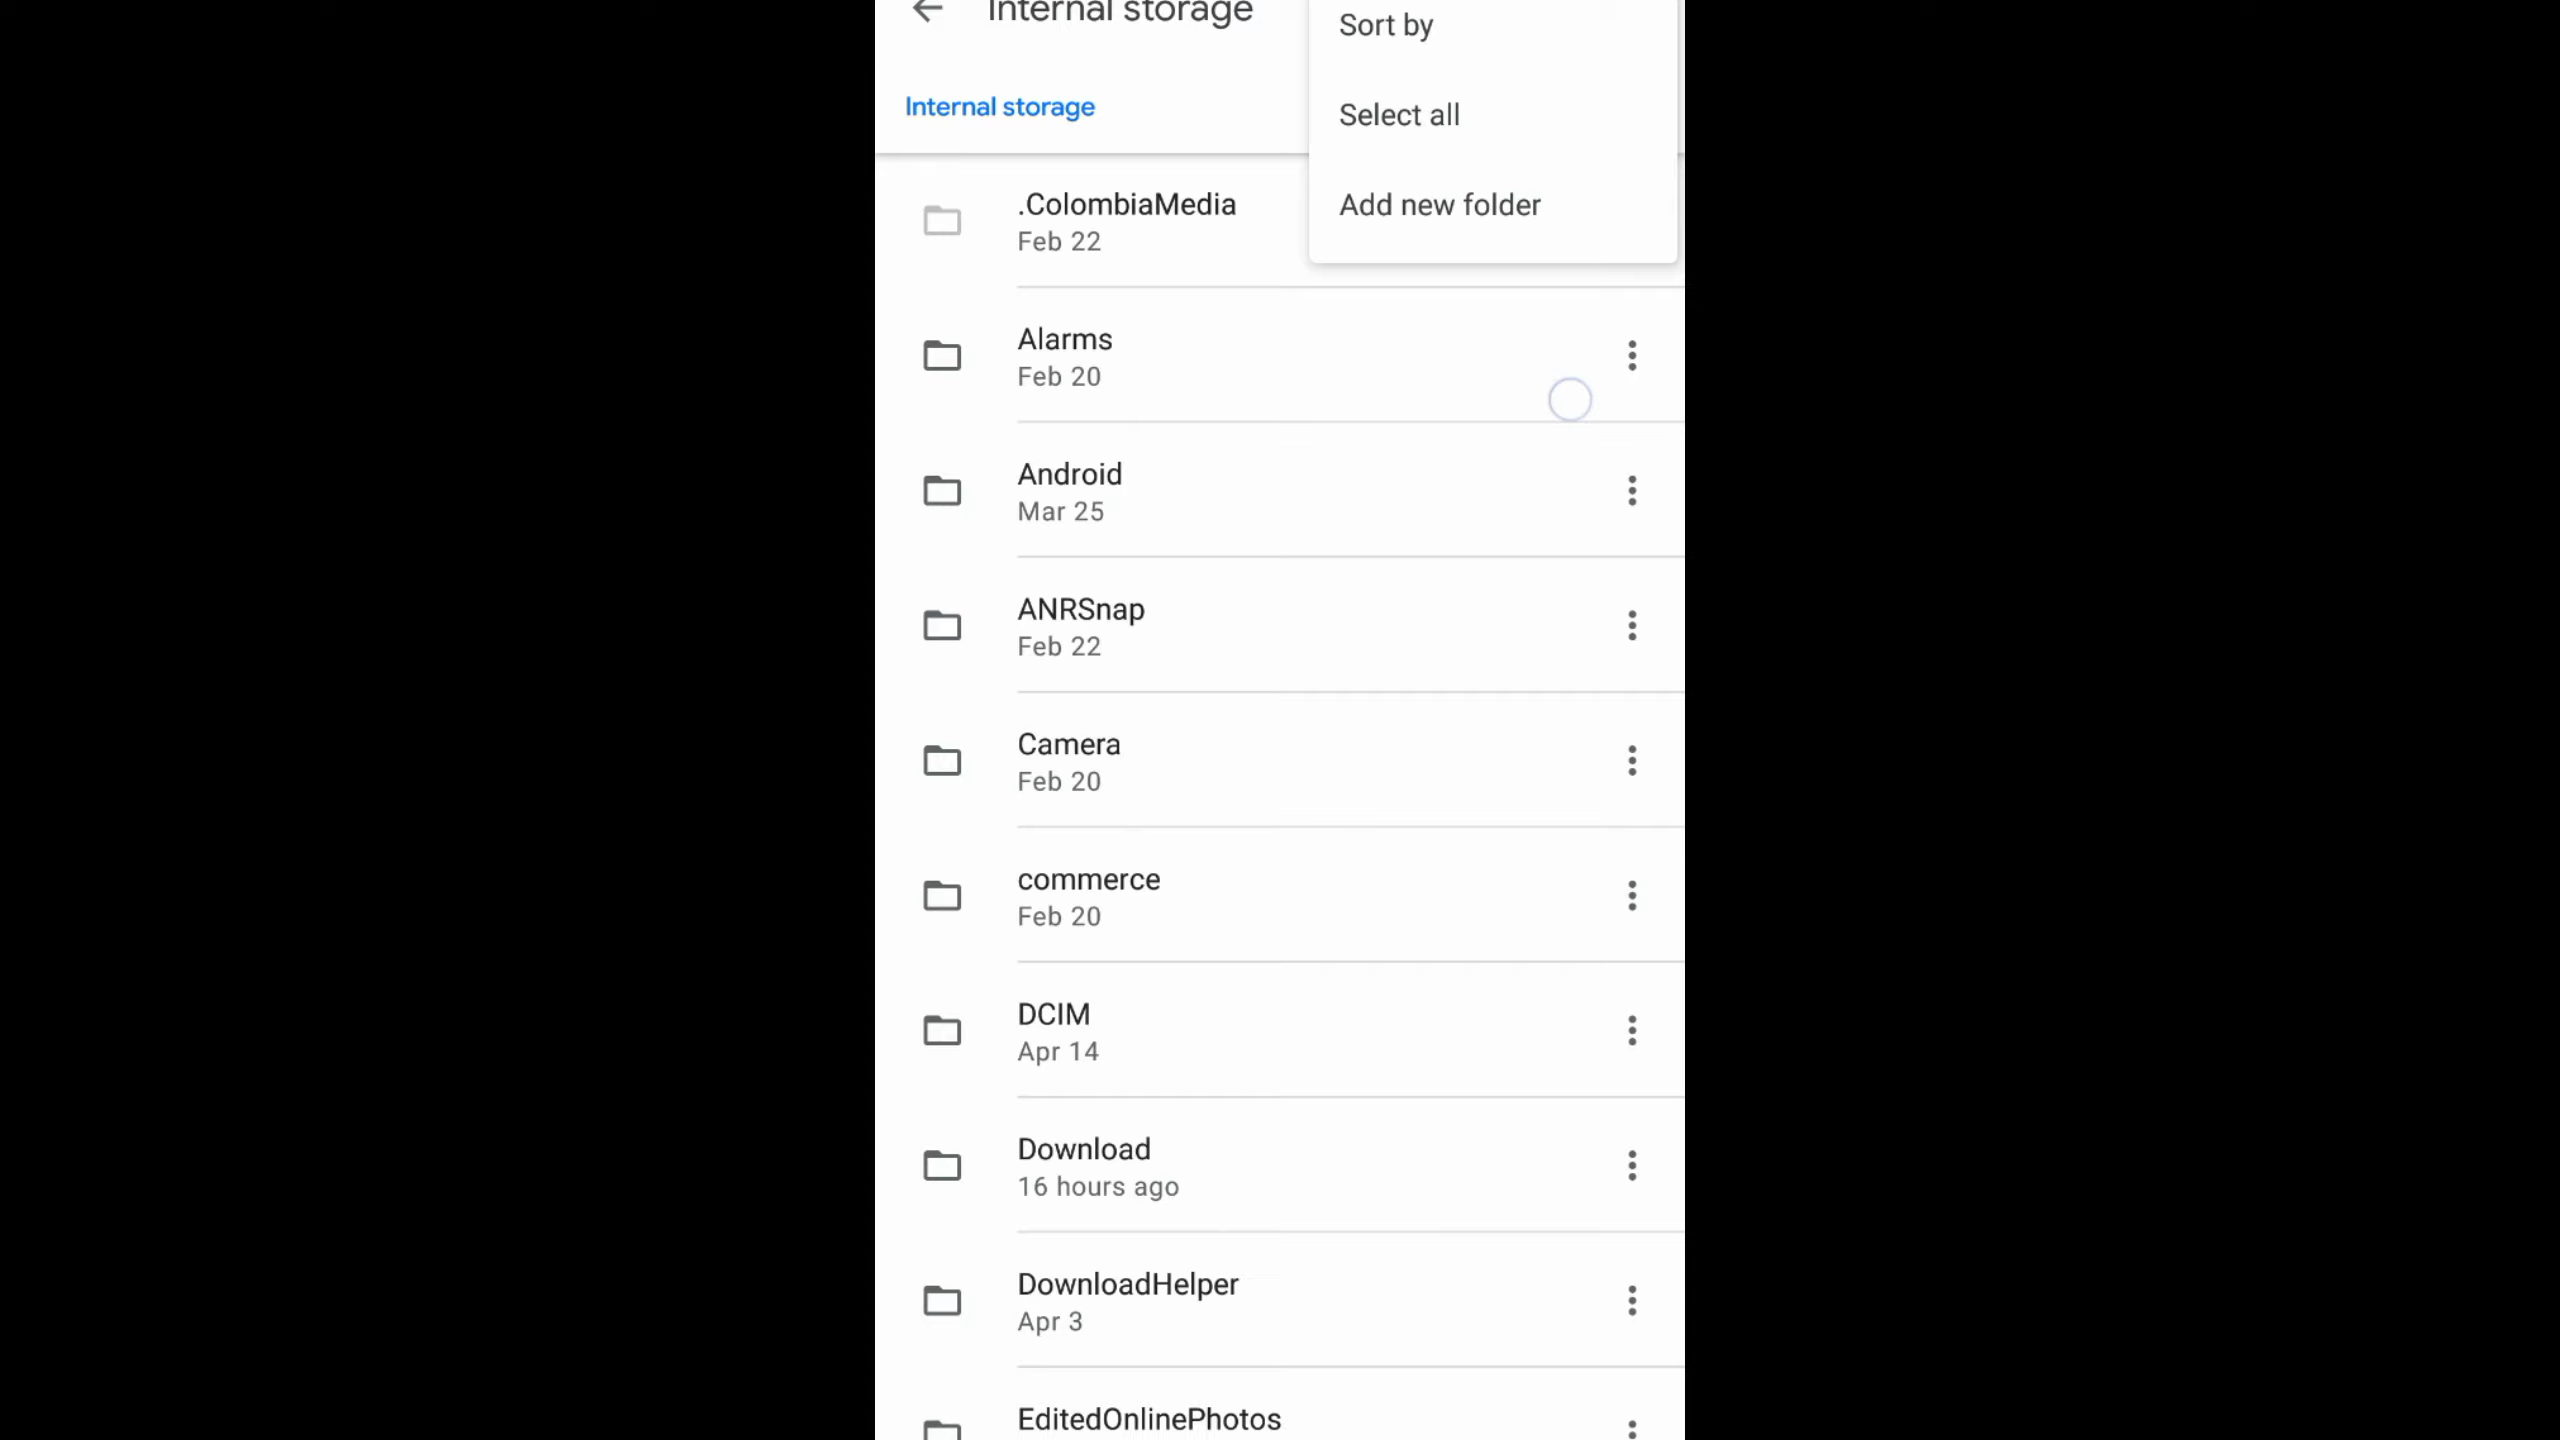 Internal storage
Sort by
Internal storage
Select all
Add new folder
.ColombiaMedia
Feb 22
Alarms
Feb 20
Android
Mar 25
ANRSnap
Feb 22
Camera
Feb 20
commerce
Feb 20
DCIM
Apr 14
Download
16 hours ago
DownloadHelper
Apr 3
EditedOnlinePhotos